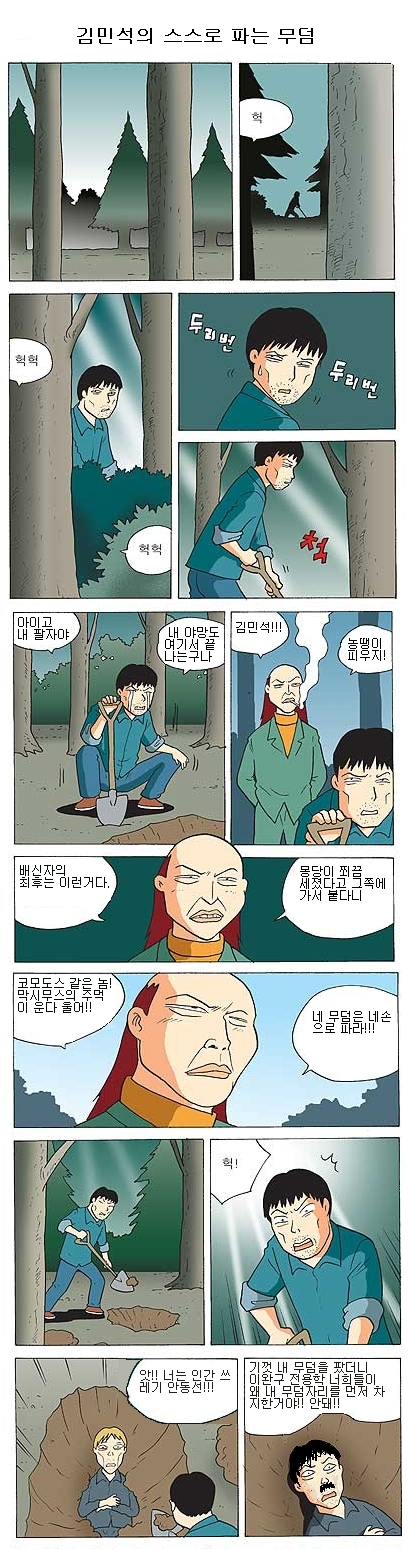 김민석의 스스로 파는 무덤
헉
헉헉
헉헉
두리번
두리번
척
아이고
내 팔자야
내 야망도
여기서 끝
나는구나
김민석!!!
농땡이
피우지!
배신자의
최후는 이런거다.
몽당이 쬐끔
세졌다고 그쪽에
가서 붙다니
코모도스 같은 놈!
막시무스의 주먹
이 운다 울어!!
네 무덤은 네손
으로 파라!!!
헉!
앗!! 너는 인간 쓰
레기 안동선!!!
기껏 내 무덤을 팠더니
이완구 전용학 너희들이
왜 내 무덤자리를 먼저 차
지한거야!! 안돼!!